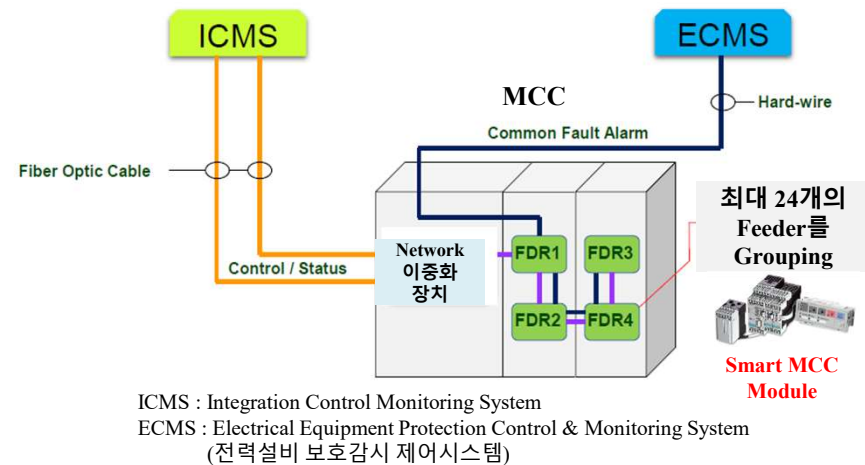 ICMS
ECMS
MCC
Hard-wire
Common Fault Alarm
Fiber Optic Cable
최대 24개의
Feeder를
Grouping
Network
이중화
장치
Control / Status
FDR1
FDR3
FDR2
FDR4
Smart MCC
Module
ICMS : Integration Control Monitoring System
ECMS : Electrical Equipment Protection Control & Monitoring System
(전력설비 보호감시 제어시스템)